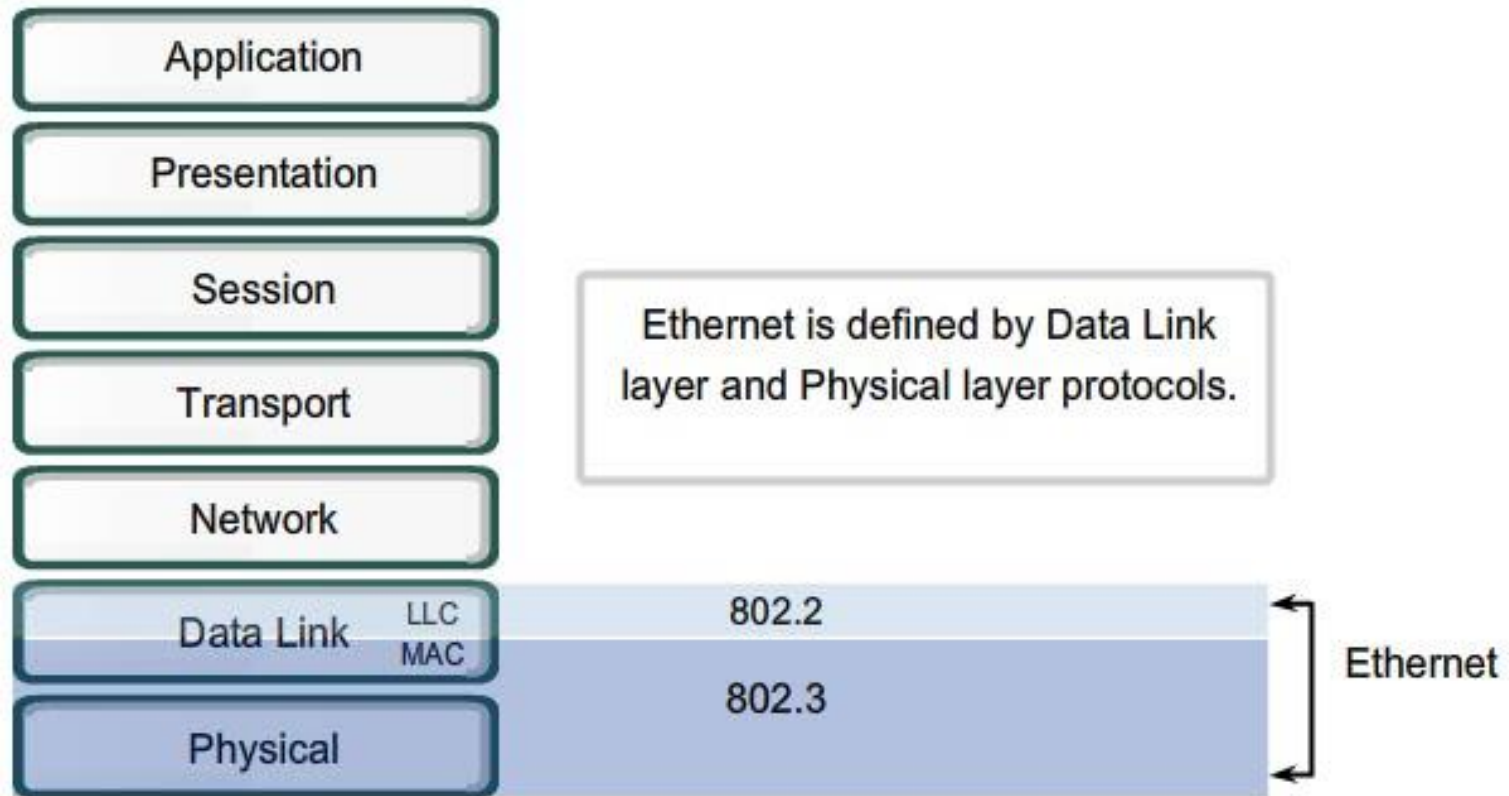 Application
Presentation
Session
Ethernet is defined by Data Link
layer and Physical layer protocols.
Transport
Network
Data Link
LLC
MAC
802.2
802.3
Ethernet
Physical